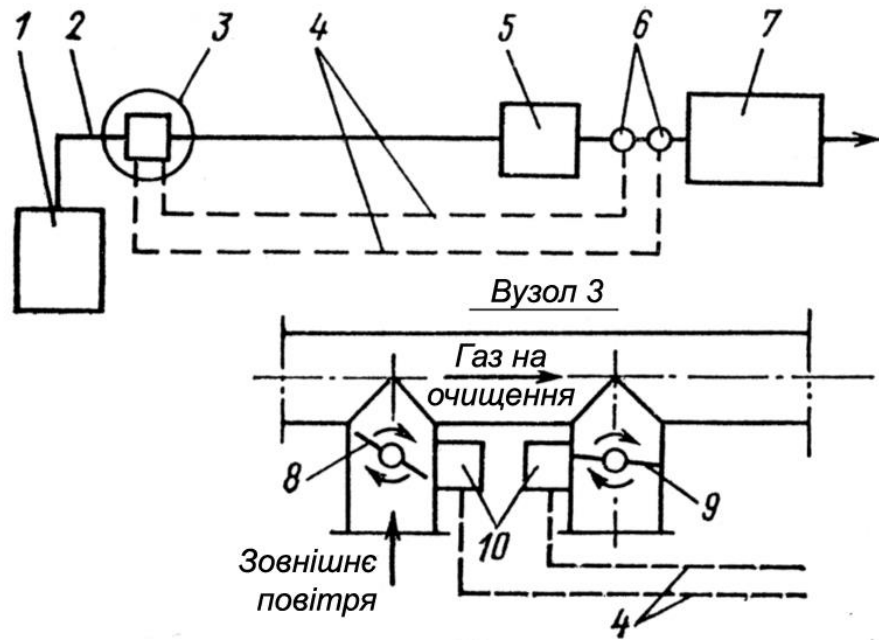 1 2 3 4 5 6 7
Вузол 3
Газ на
очищення
8 9
10
Зовнішнє
повітря
4